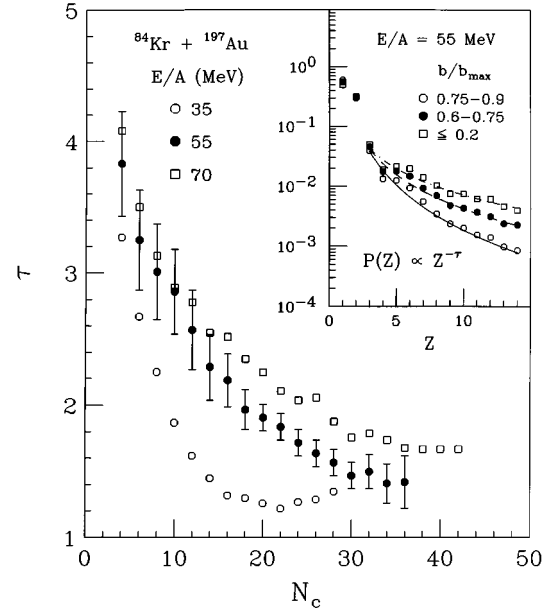 ⁸⁴Kr + ¹⁹⁷Au
E/A (MeV)
35
55
70
E/A = 55 MeV
b/b_max
0.75−0.9
0.6−0.75
≦ 0.2
P(Z) ∝ Z^−τ
10⁰
10⁻¹
10⁻²
10⁻³
10⁻⁴
0 5 10
Z
5
4
3
2
1
τ
0 10 20 30 40 50
N_c